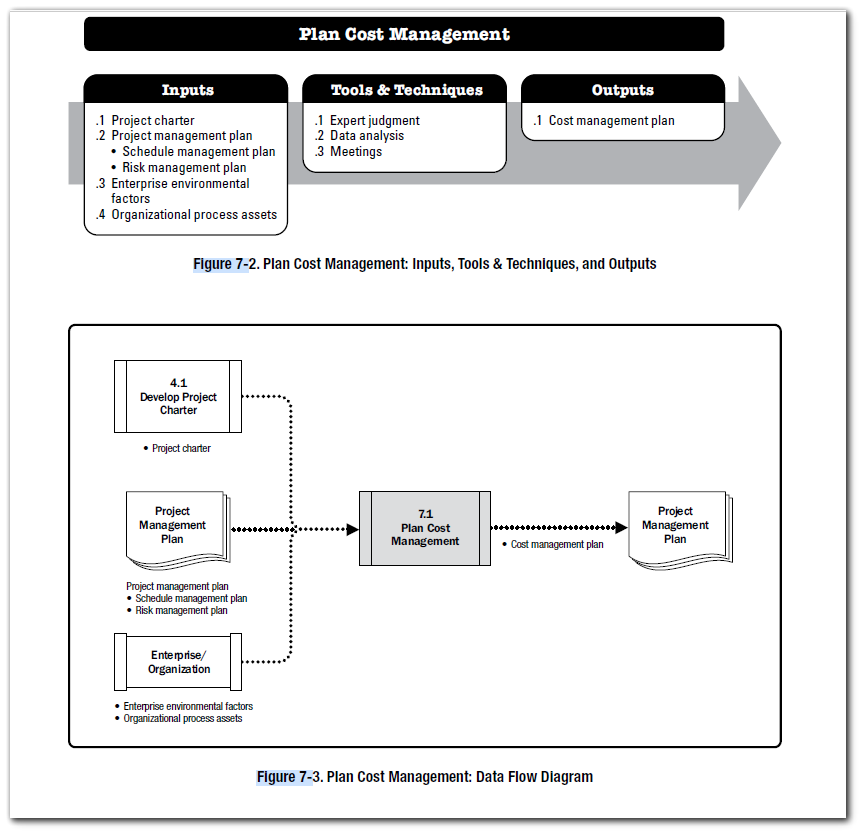 Plan Cost Management
Inputs
.1 Project charter
.2 Project management plan
• Schedule management plan
• Risk management plan
.3 Enterprise environmental
factors
.4 Organizational process assets
Tools & Techniques
.1 Expert judgment
.2 Data analysis
.3 Meetings
Outputs
.1 Cost management plan
Figure 7-2. Plan Cost Management: Inputs, Tools & Techniques, and Outputs
4.1
Develop Project
Charter
• Project charter
Project
Management
Plan
Project management plan
• Schedule management plan
• Risk management plan
Enterprise/
Organization
• Enterprise environmental factors
• Organizational process assets
7.1
Plan Cost
Management
• Cost management plan
Project
Management
Plan
Figure 7-3. Plan Cost Management: Data Flow Diagram